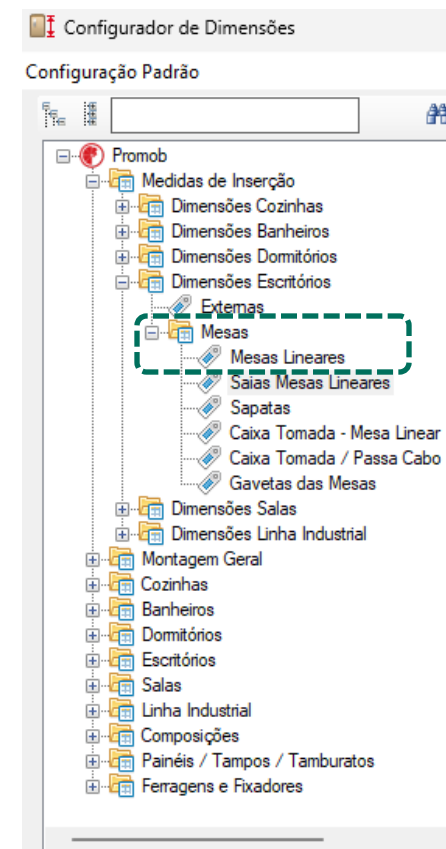 Configurador de Dimensões
Configuração Padrão
Promob
Medidas de Inserção
Dimensões Cozinhas
Dimensões Banheiros
Dimensões Dormitórios
Dimensões Escritórios
Externas
Mesas
Mesas Lineares
Saias Mesas Lineares
Sapatas
Caixa Tomada - Mesa Linear
Caixa Tomada / Passa Cabo
Gavetas das Mesas
Dimensões Salas
Dimensões Linha Industrial
Montagem Geral
Cozinhas
Banheiros
Dormitórios
Escritórios
Salas
Linha Industrial
Composições
Painéis / Tampos / Tamburatos
Ferragens e Fixadores